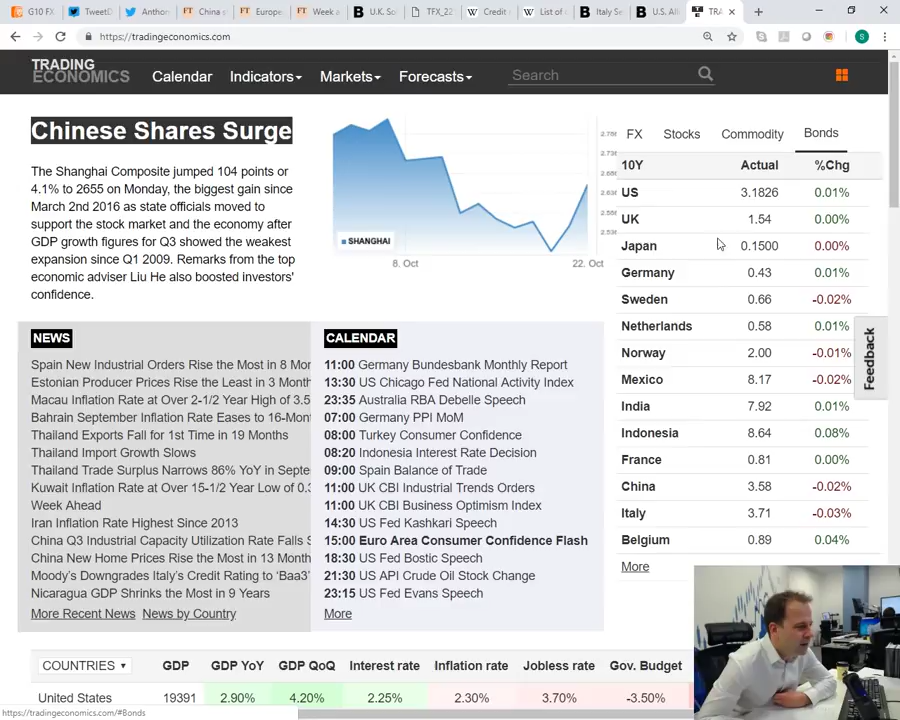 G10 FX
TweetD
Anthon
China s
Europe
Week a
U.K. So
TFX_22
Credit r
List of c
Italy Se
U.S. All
TRA
https://tradingeconomics.com
S
TRADING
ECONOMICS
Calendar
Indicators
Markets
Forecasts
Search
Chinese Shares Surge
The Shanghai Composite jumped 104 points or
4.1% to 2655 on Monday, the biggest gain since
March 2nd 2016 as state officials moved to
support the stock market and the economy after
GDP growth figures for Q3 showed the weakest
expansion since Q1 2009. Remarks from the top
economic adviser Liu He also boosted investors'
confidence.
SHANGHAI
8. Oct
22. Oct
FX Stocks Commodity Bonds
10Y Actual %Chg
US 3.1826 0.01%
UK 1.54 0.00%
Japan 0.1500 0.00%
Germany 0.43 0.01%
Sweden 0.66 -0.02%
Netherlands 0.58 0.01%
Norway 2.00 -0.01%
Mexico 8.17 -0.02%
India 7.92 0.01%
Indonesia 8.64 0.08%
France 0.81 0.00%
China 3.58 -0.02%
Italy 3.71 -0.03%
Belgium 0.89 0.04%
More
Feedback
NEWS
Spain New Industrial Orders Rise the Most in 8 Mor
Estonian Producer Prices Rise the Least in 3 Month
Macau Inflation Rate at Over 2-1/2 Year High of 3.5
Bahrain September Inflation Rate Eases to 16-Mont
Thailand Exports Fall for 1st Time in 19 Months
Thailand Import Growth Slows
Thailand Trade Surplus Narrows 86% YoY in Septe
Kuwait Inflation Rate at Over 15-1/2 Year Low of 0.3
Week Ahead
Iran Inflation Rate Highest Since 2013
China Q3 Industrial Capacity Utilization Rate Falls S
China New Home Prices Rise the Most in 13 Month
Moody's Downgrades Italy's Credit Rating to 'Baa3'
Nicaragua GDP Shrinks the Most in 9 Years
More Recent News News by Country
CALENDAR
11:00 Germany Bundesbank Monthly Report
13:30 US Chicago Fed National Activity Index
23:35 Australia RBA Debelle Speech
07:00 Germany PPI MoM
08:00 Turkey Consumer Confidence
08:20 Indonesia Interest Rate Decision
09:00 Spain Balance of Trade
11:00 UK CBI Industrial Trends Orders
11:00 UK CBI Business Optimism Index
14:30 US Fed Kashkari Speech
15:00 Euro Area Consumer Confidence Flash
18:30 US Fed Bostic Speech
21:30 US API Crude Oil Stock Change
23:15 US Fed Evans Speech
More
COUNTRIES GDP GDP YoY GDP QoQ Interest rate Inflation rate Jobless rate Gov. Budget
United States 19391 2.90% 4.20% 2.25% 2.30% 3.70% -3.50%
https://tradingeconomics.com/#Bonds